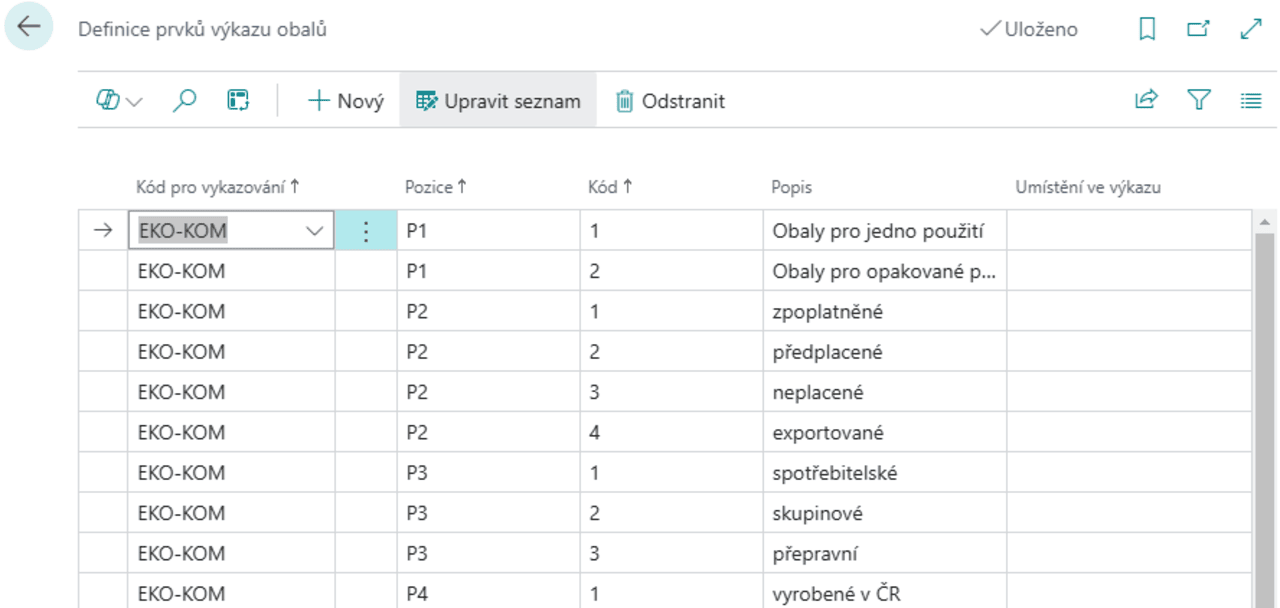 Definice prvků výkazu obalů
Uloženo
Nový Upravit seznam Odstranit
Kód pro vykazování ↑ Pozice ↑ Kód ↑ Popis Umístění ve výkazu
EKO-KOM P1 1 Obaly pro jedno použití
EKO-KOM P1 2 Obaly pro opakované p...
EKO-KOM P2 1 zpoplatněné
EKO-KOM P2 2 předplacené
EKO-KOM P2 3 neplacené
EKO-KOM P2 4 exportované
EKO-KOM P3 1 spotřebitelské
EKO-KOM P3 2 skupinové
EKO-KOM P3 3 přepravní
EKO-KOM P4 1 vyrobené v ČR